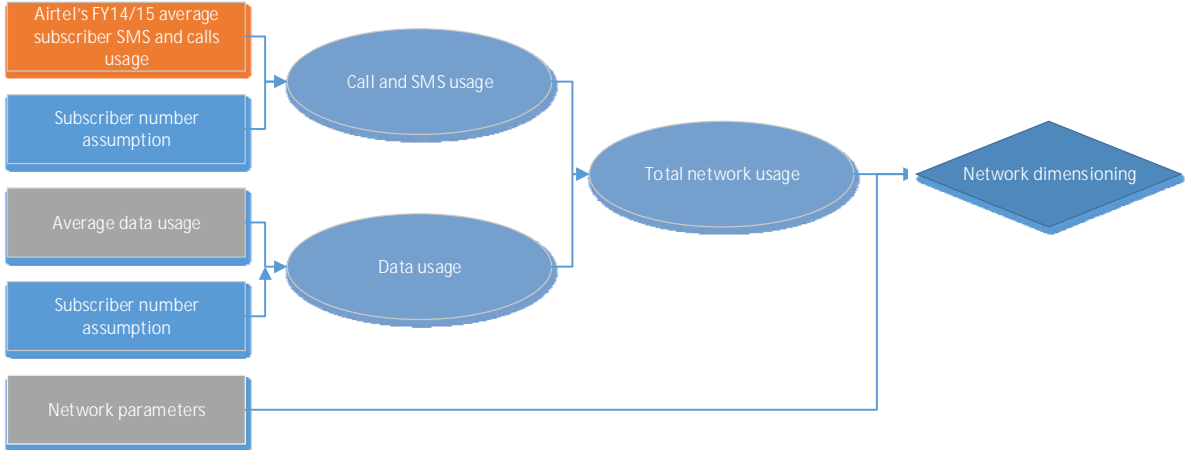 Airtel’s FY14/15 average
subscriber SMS and calls
usage
Call and SMS usage
Subscriber number
assumption
Total network usage
Network dimensioning
Average data usage
Data usage
Subscriber number
assumption
Network parameters